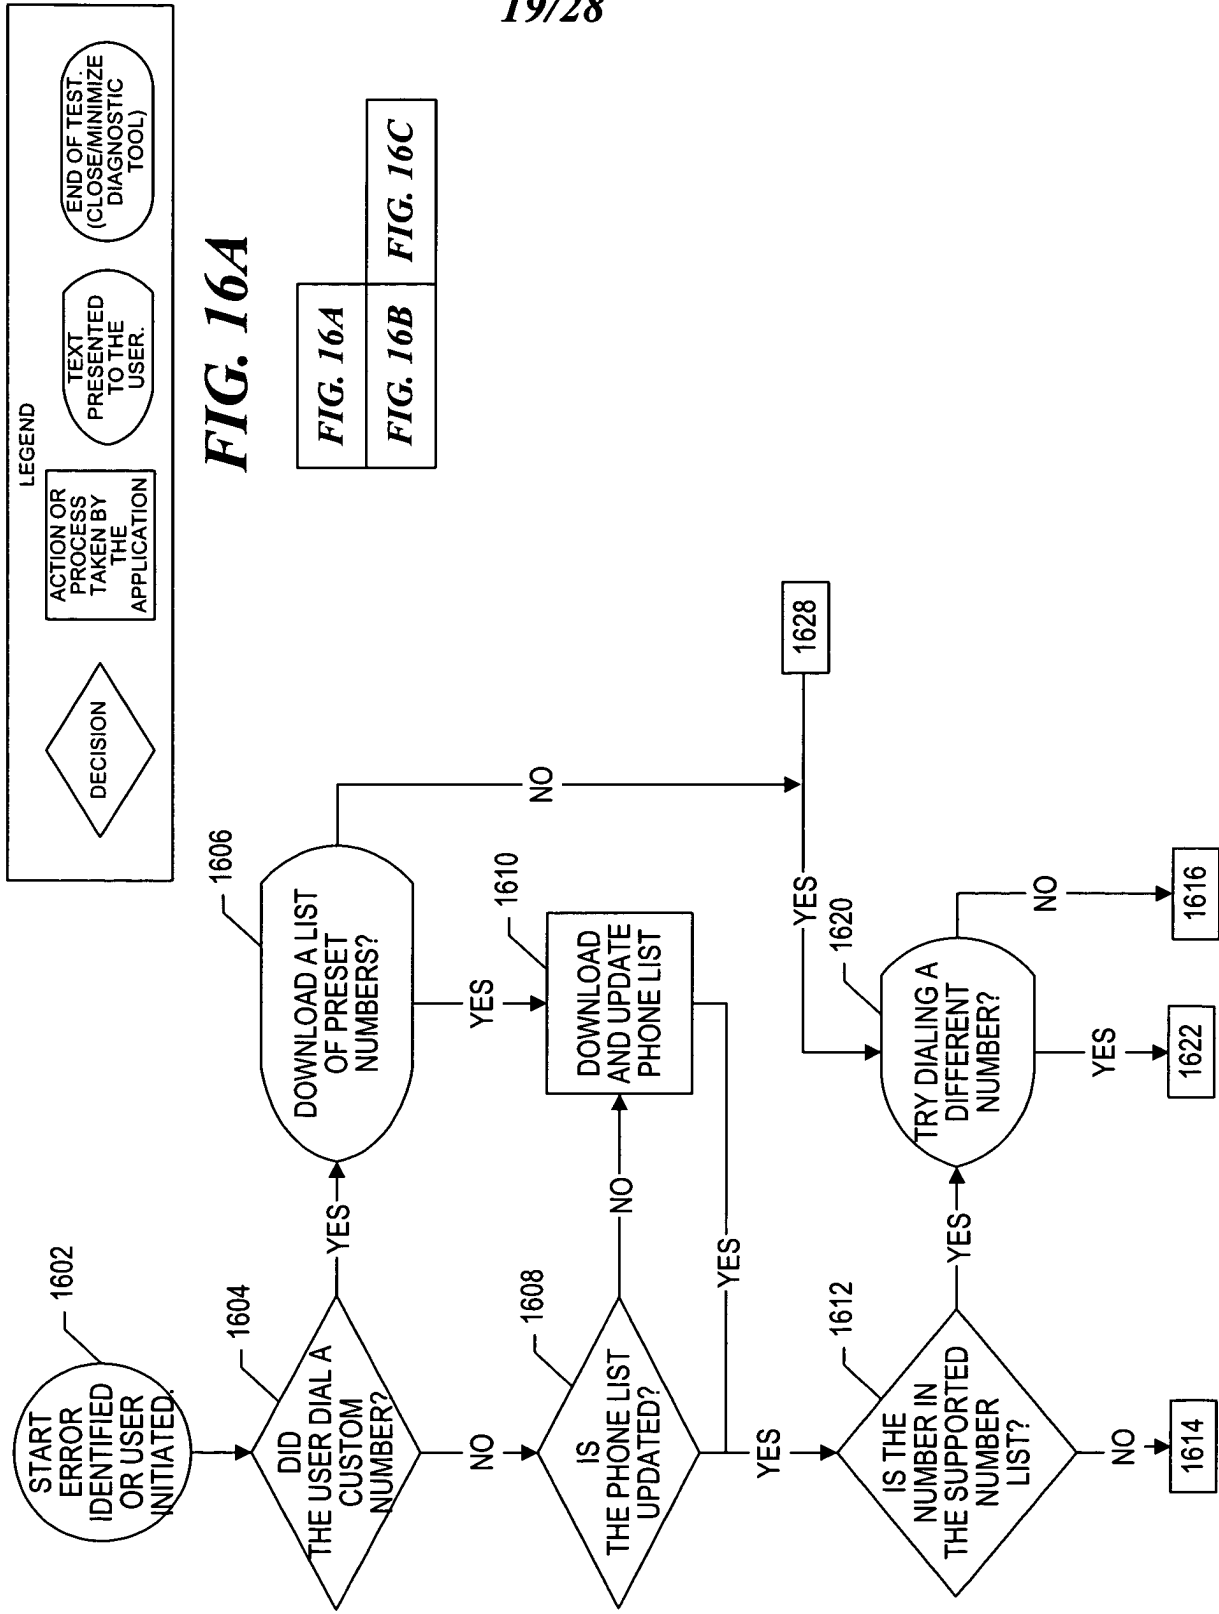 19/28
LEGEND
DECISION
ACTION OR
PROCESS
TAKEN BY
THE
APPLICATION
TEXT
PRESENTED
TO THE
USER.
END OF TEST.
(CLOSE/MINIMIZE
DIAGNOSTIC
TOOL)
FIG. 16A
FIG. 16A
FIG. 16B
FIG. 16C
START
ERROR
IDENTIFIED
OR USER
INITIATED.
1602
DID
THE USER DIAL A
CUSTOM
NUMBER?
1604
YES
DOWNLOAD A LIST
OF PRESET
NUMBERS?
1606
NO
NO
YES
IS
THE PHONE LIST
UPDATED?
1608
NO
DOWNLOAD
AND UPDATE
PHONE LIST
1610
YES
1628
YES
YES
IS THE
NUMBER IN
THE SUPPORTED
NUMBER
LIST?
1612
YES
TRY DIALING A
DIFFERENT
NUMBER?
1620
NO
1614
YES
1622
NO
1616